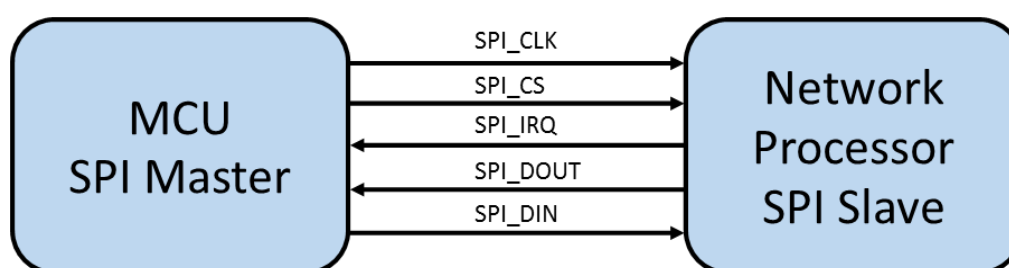 MCU
SPI Master
SPI_CLK
SPI_CS
SPI_IRQ
SPI_DOUT
SPI_DIN
Network
Processor
SPI Slave